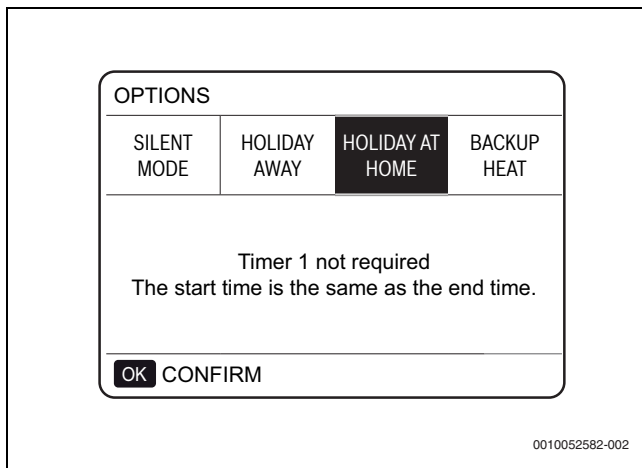 OPTIONS
SILENT MODE
HOLIDAY AWAY
HOLIDAY AT HOME
BACKUP HEAT
Timer 1 not required
The start time is the same as the end time.
OK CONFIRM
0010052582-002